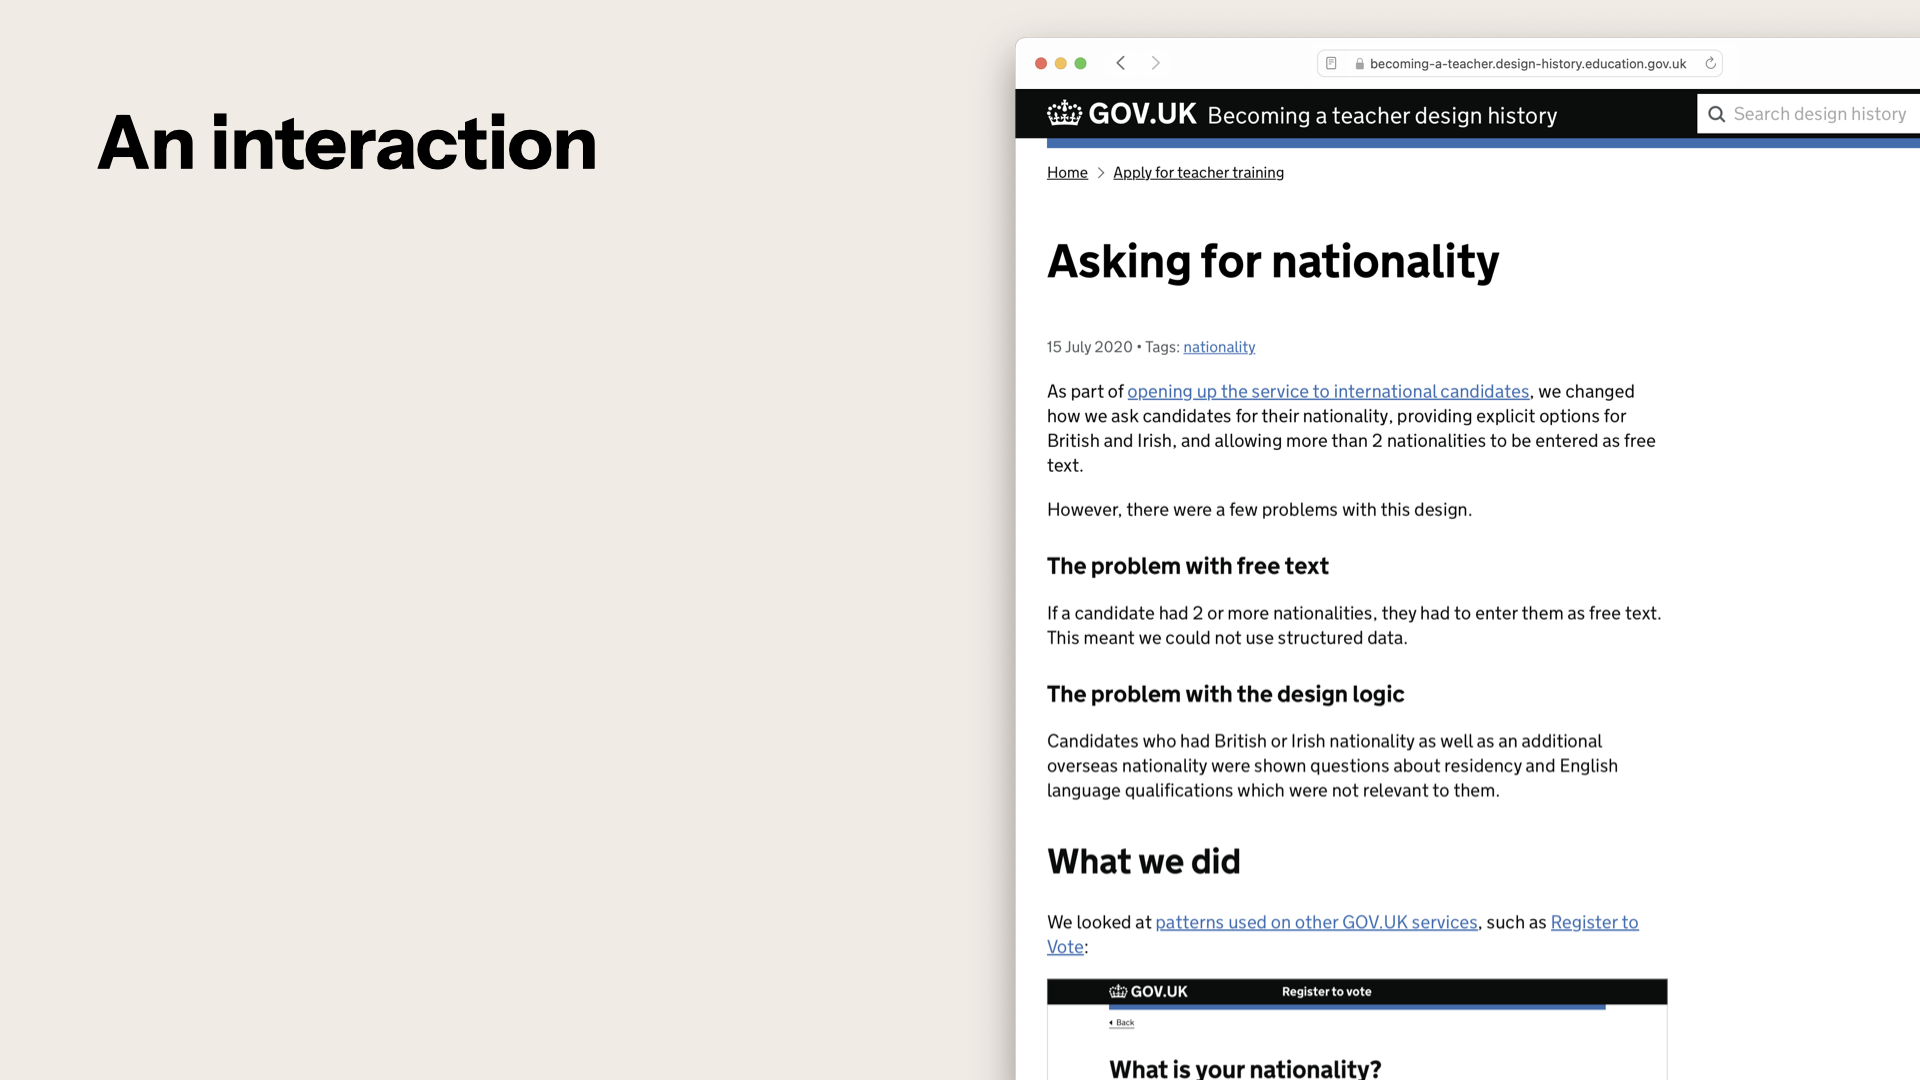 An interaction
becoming-a-teacher.design-history.education.gov.uk
GOV.UK Becoming a teacher design history
Search design history
Home > Apply for teacher training
Asking for nationality
15 July 2020 • Tags: nationality
As part of opening up the service to international candidates, we changed
how we ask candidates for their nationality, providing explicit options for
British and Irish, and allowing more than 2 nationalities to be entered as free
text.
However, there were a few problems with this design.
The problem with free text
If a candidate had 2 or more nationalities, they had to enter them as free text.
This meant we could not use structured data.
The problem with the design logic
Candidates who had British or Irish nationality as well as an additional
overseas nationality were shown questions about residency and English
language qualifications which were not relevant to them.
What we did
We looked at patterns used on other GOV.UK services, such as Register to
Vote:
GOV.UK Register to vote
Back
What is your nationality?